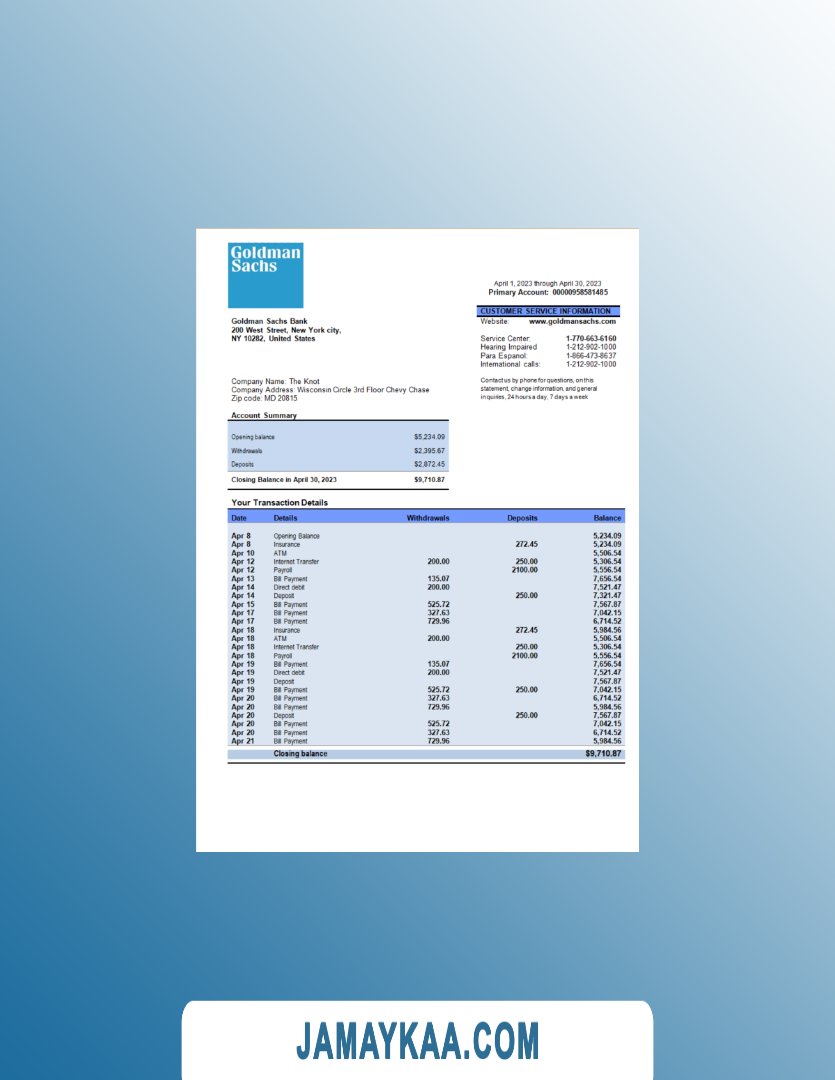 Goldman
Sachs
April 1, 2023 through April 30, 2023
Primary Account: 00000958581485
CUSTOMER SERVICE INFORMATION
Website: www.goldmansachs.com
Goldman Sachs Bank
200 West Street, New York city,
NY 10282, United States
Service Center: 1-770-663-6160
Hearing Impaired 1-212-902-1000
Para Espanol: 1-866-473-8637
International calls: 1-212-902-1000
Contact us by phone for questions, on this
statement, change information, and general
inquiries, 24 hours a day, 7 days a week
Company Name: The Knot
Company Address: Wisconsin Circle 3rd Floor Chevy Chase
Zip code: MD 20815
Account Summary
Opening balance $5,234.09
Withdrawals $2,395.67
Deposits $2,872.45
Closing Balance in April 30, 2023 $9,710.87
Your Transaction Details
Date Details Withdrawals Deposits Balance
Apr 8 Opening Balance 5,234.09
Apr 8 Insurance 272.45 5,234.09
Apr 10 ATM 5,506.54
Apr 12 Internet Transfer 200.00 250.00 5,306.54
Apr 12 Payroll 2100.00 5,556.54
Apr 13 Bill Payment 135.07 7,656.54
Apr 14 Direct debit 200.00 7,521.47
Apr 14 Deposit 250.00 7,321.47
Apr 15 Bill Payment 525.72 7,567.87
Apr 17 Bill Payment 327.63 7,042.15
Apr 17 Bill Payment 729.96 6,714.52
Apr 18 Insurance 272.45 5,984.56
Apr 18 ATM 200.00 5,506.54
Apr 18 Internet Transfer 250.00 5,306.54
Apr 18 Payroll 2100.00 5,556.54
Apr 19 Bill Payment 135.07 7,656.54
Apr 19 Direct debit 200.00 7,521.47
Apr 19 Deposit 7,567.87
Apr 19 Bill Payment 525.72 250.00 7,042.15
Apr 20 Bill Payment 327.63 6,714.52
Apr 20 Bill Payment 729.96 5,984.56
Apr 20 Deposit 250.00 7,567.87
Apr 20 Bill Payment 525.72 7,042.15
Apr 20 Bill Payment 327.63 6,714.52
Apr 21 Bill Payment 729.96 5,984.56
Closing balance $9,710.87
JAMAYKAA.COM